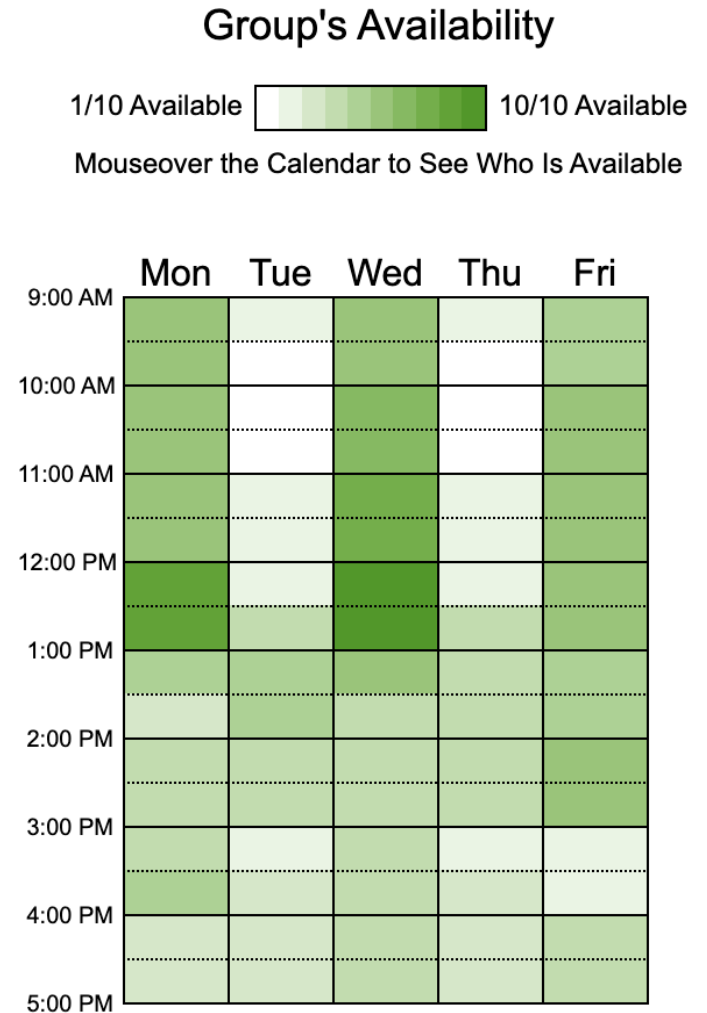 Group's Availability
1/10 Available 10/10 Available
Mouseover the Calendar to See Who Is Available
Mon Tue Wed Thu Fri
9:00 AM
10:00 AM
11:00 AM
12:00 PM
1:00 PM
2:00 PM
3:00 PM
4:00 PM
5:00 PM